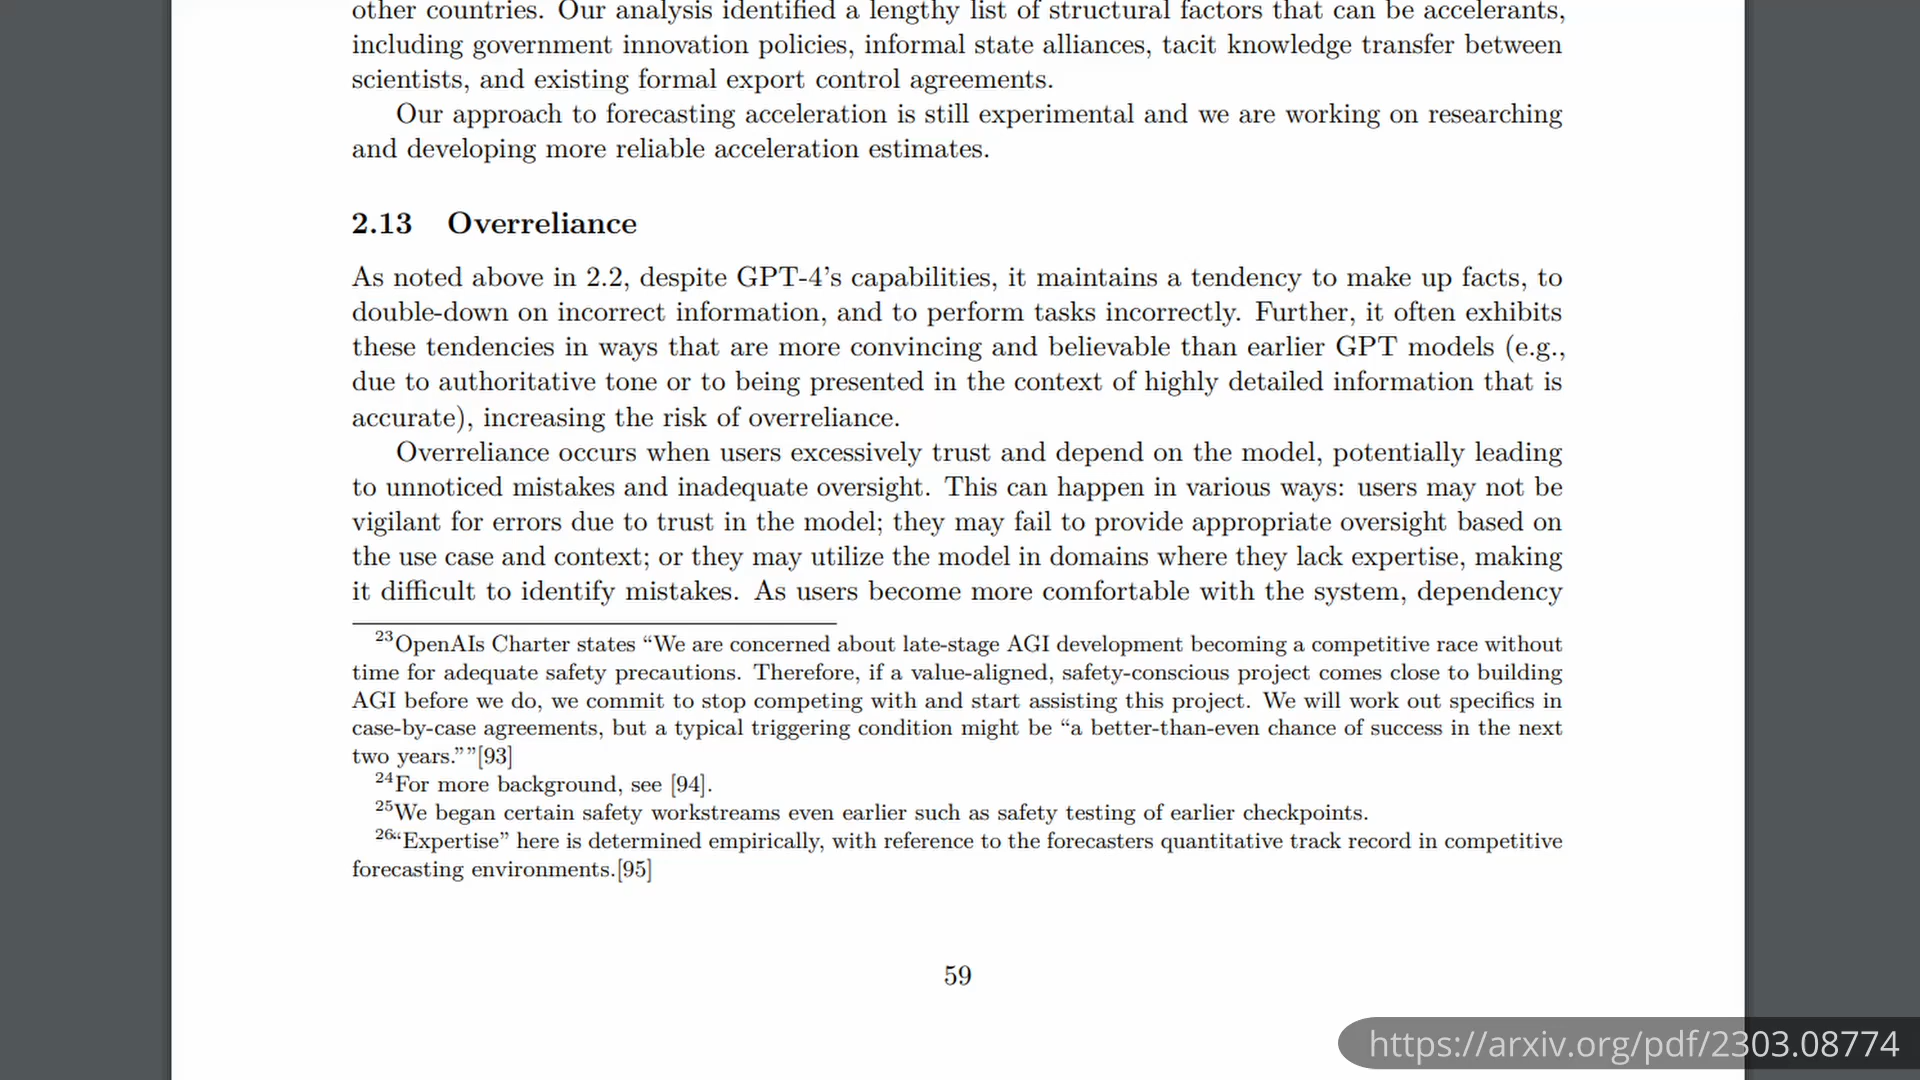 other countries. Our analysis identified a lengthy list of structural factors that can be accelerants,
including government innovation policies, informal state alliances, tacit knowledge transfer between
scientists, and existing formal export control agreements.
Our approach to forecasting acceleration is still experimental and we are working on researching
and developing more reliable acceleration estimates.
2.13 Overreliance
As noted above in 2.2, despite GPT-4’s capabilities, it maintains a tendency to make up facts, to
double-down on incorrect information, and to perform tasks incorrectly. Further, it often exhibits
these tendencies in ways that are more convincing and believable than earlier GPT models (e.g.,
due to authoritative tone or to being presented in the context of highly detailed information that is
accurate), increasing the risk of overreliance.
Overreliance occurs when users excessively trust and depend on the model, potentially leading
to unnoticed mistakes and inadequate oversight. This can happen in various ways: users may not be
vigilant for errors due to trust in the model; they may fail to provide appropriate oversight based on
the use case and context; or they may utilize the model in domains where they lack expertise, making
it difficult to identify mistakes. As users become more comfortable with the system, dependency
23OpenAIs Charter states “We are concerned about late-stage AGI development becoming a competitive race without
time for adequate safety precautions. Therefore, if a value-aligned, safety-conscious project comes close to building
AGI before we do, we commit to stop competing with and start assisting this project. We will work out specifics in
case-by-case agreements, but a typical triggering condition might be “a better-than-even chance of success in the next
two years.””[93]
24For more background, see [94].
25We began certain safety workstreams even earlier such as safety testing of earlier checkpoints.
26“Expertise” here is determined empirically, with reference to the forecasters quantitative track record in competitive
forecasting environments.[95]
59
https://arxiv.org/pdf/2303.08774